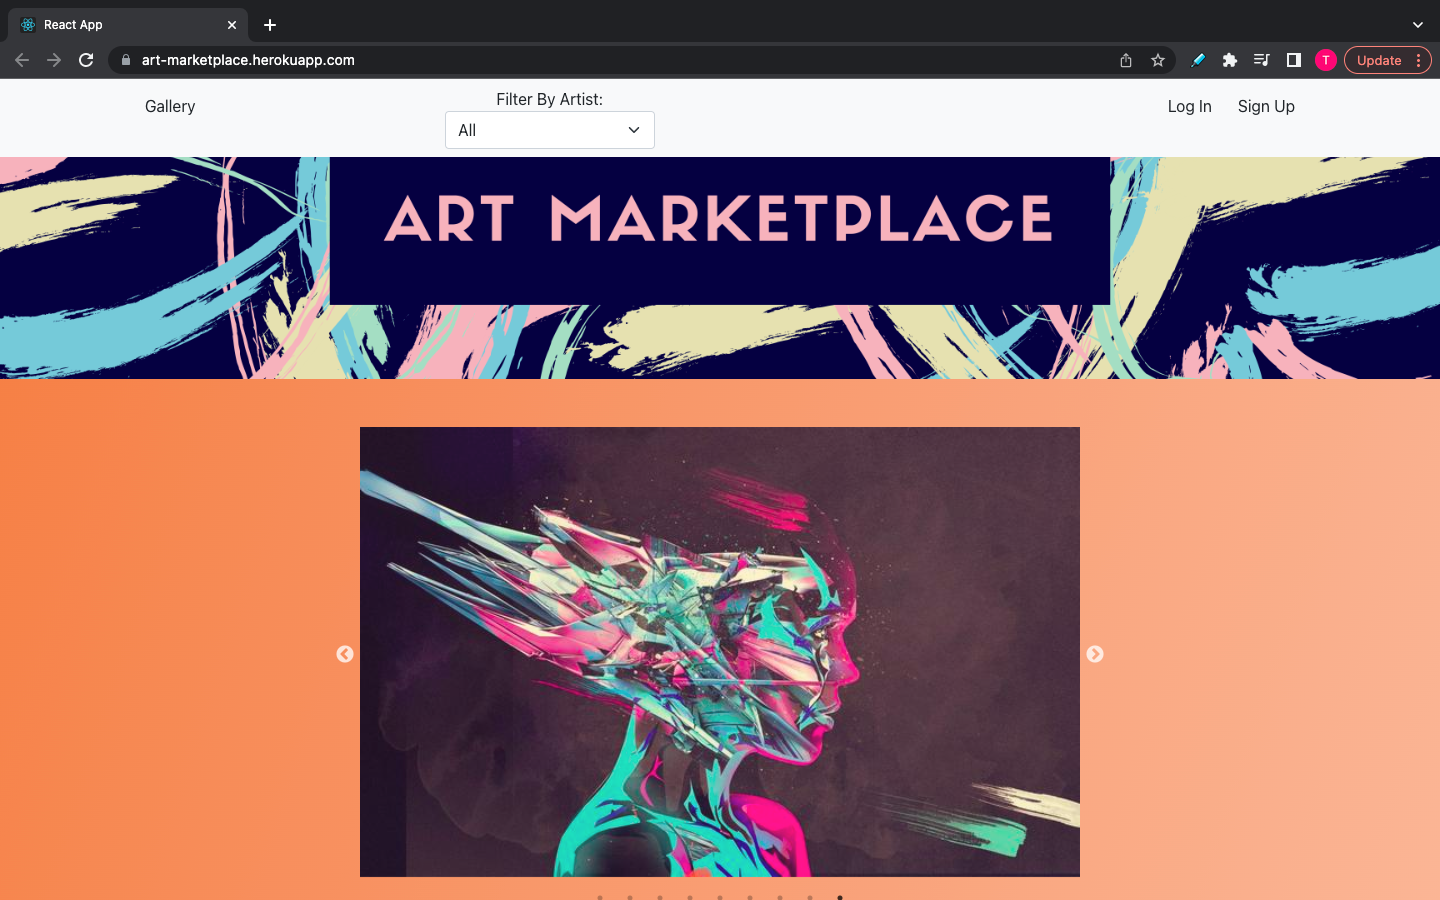 React App
art-marketplace.herokuapp.com
T
Update
Gallery
Filter By Artist:
All
Log In
Sign Up
ART MARKETPLACE